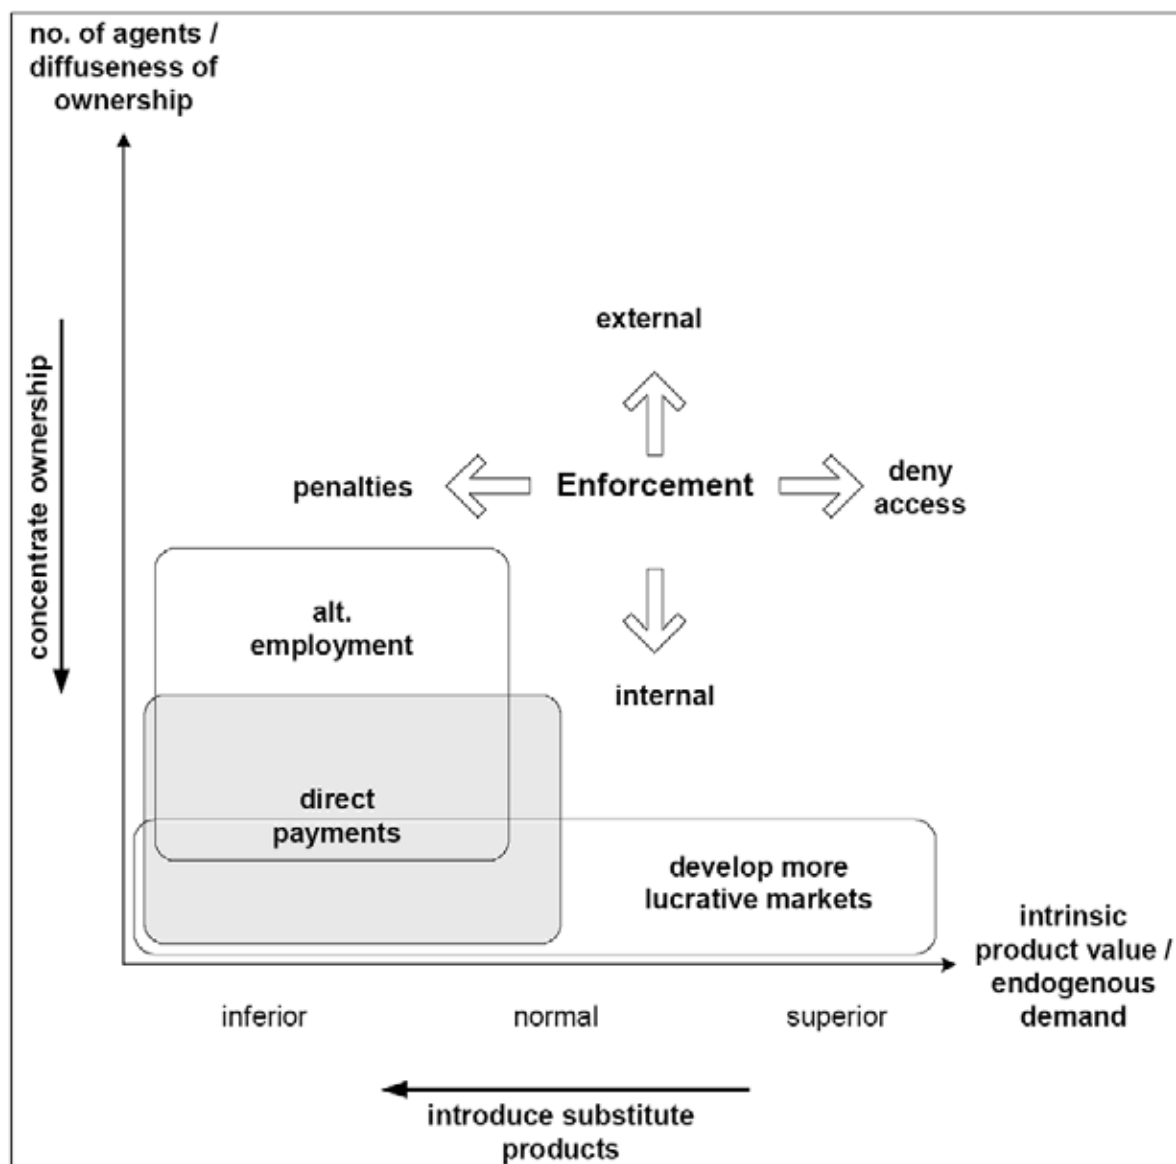 no. of agents /
diffuseness of
ownership
concentrate ownership
external
penalties
Enforcement
deny
access
internal
alt.
employment
direct
payments
develop more
lucrative markets
intrinsic
product value /
endogenous
demand
inferior
normal
superior
introduce substitute
products